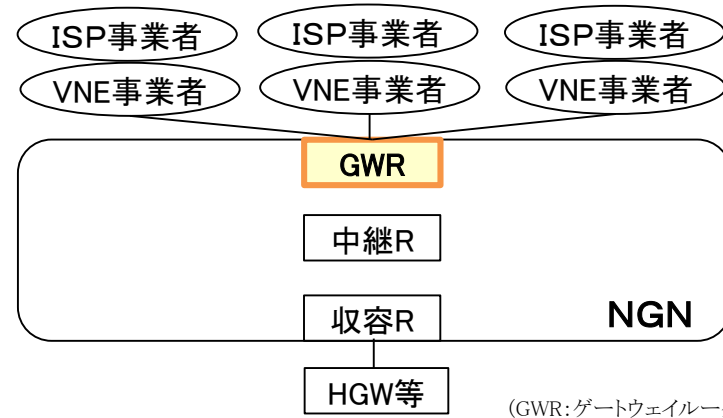 ISP事業者 ISP事業者 ISP事業者
VNE事業者 VNE事業者 VNE事業者
GWR
中継R
収容R
NGN
HGW等
(GWR:ゲートウェイルー